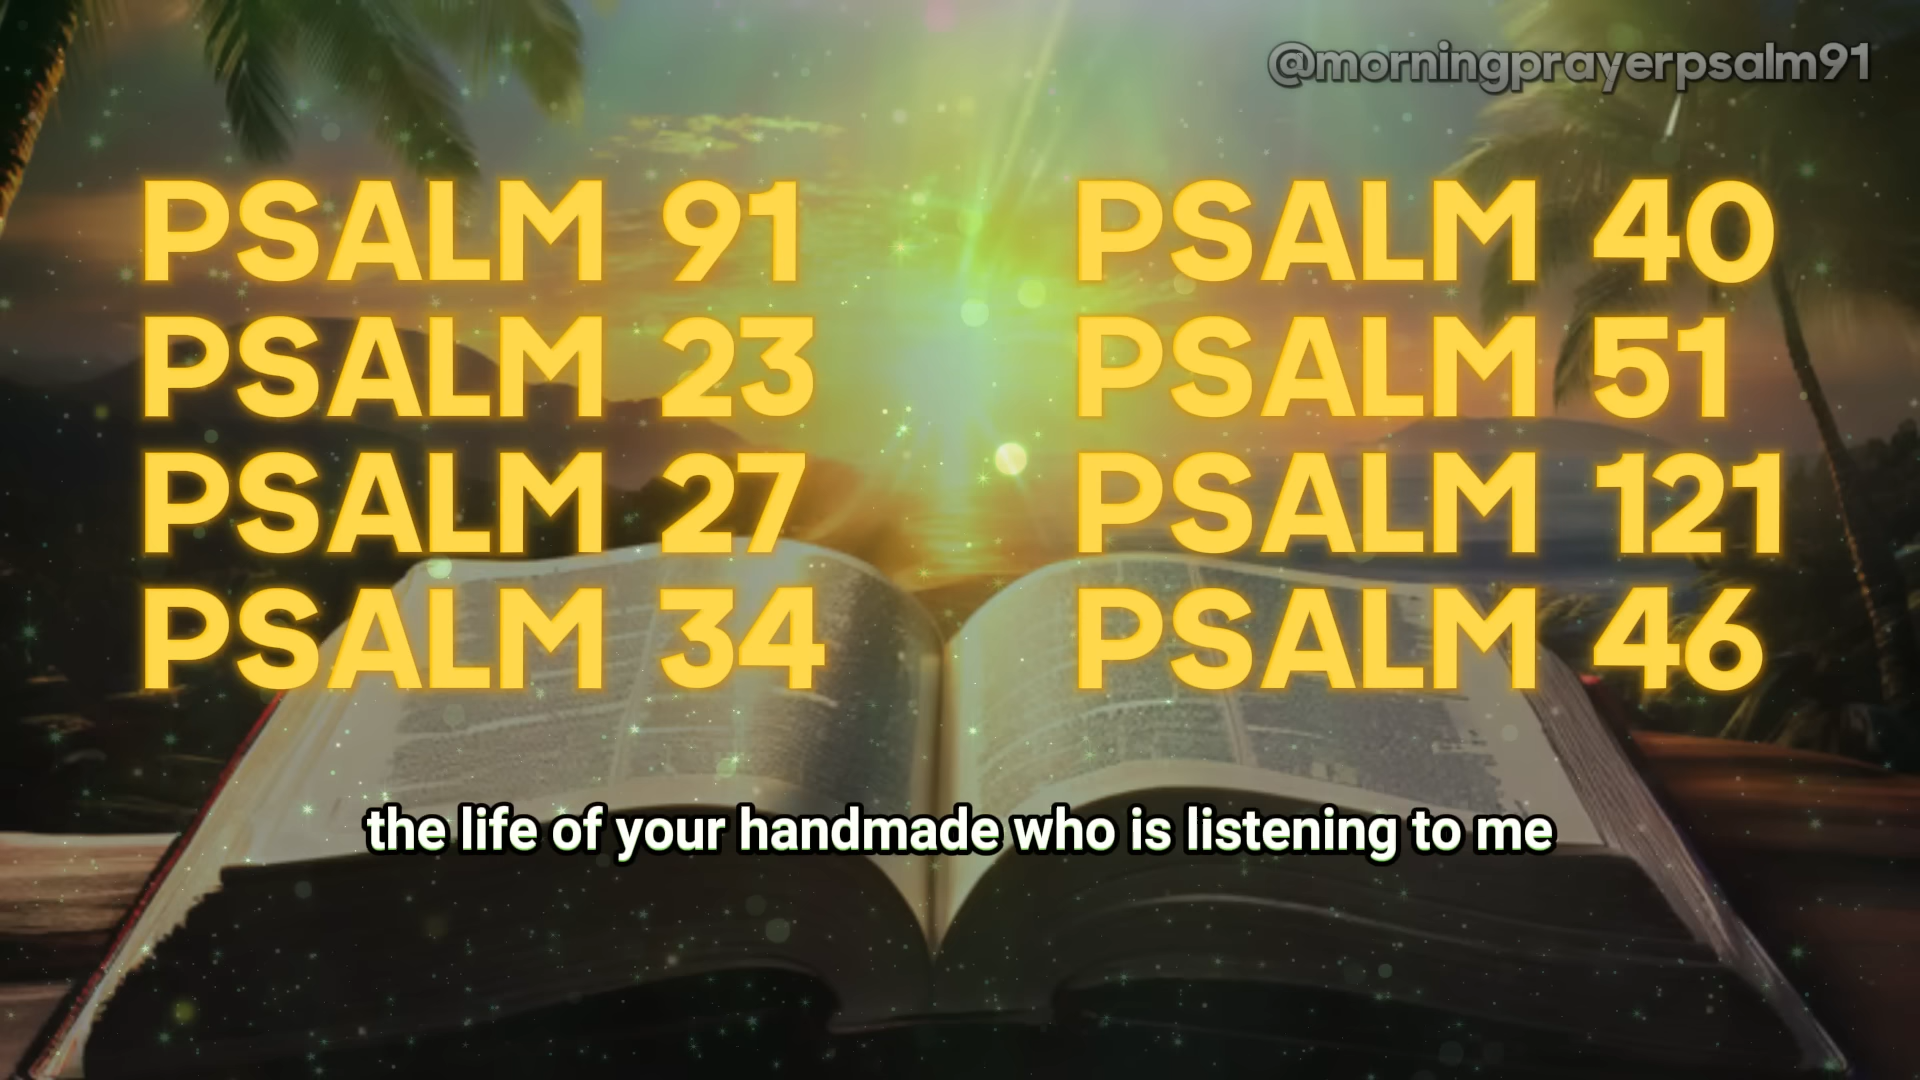 @morningprayerpsalm91
PSALM 91
PSALM 23
PSALM 27
PSALM 34
PSALM 40
PSALM 51
PSALM 121
PSALM 46
the life of your handmade who is listening to me